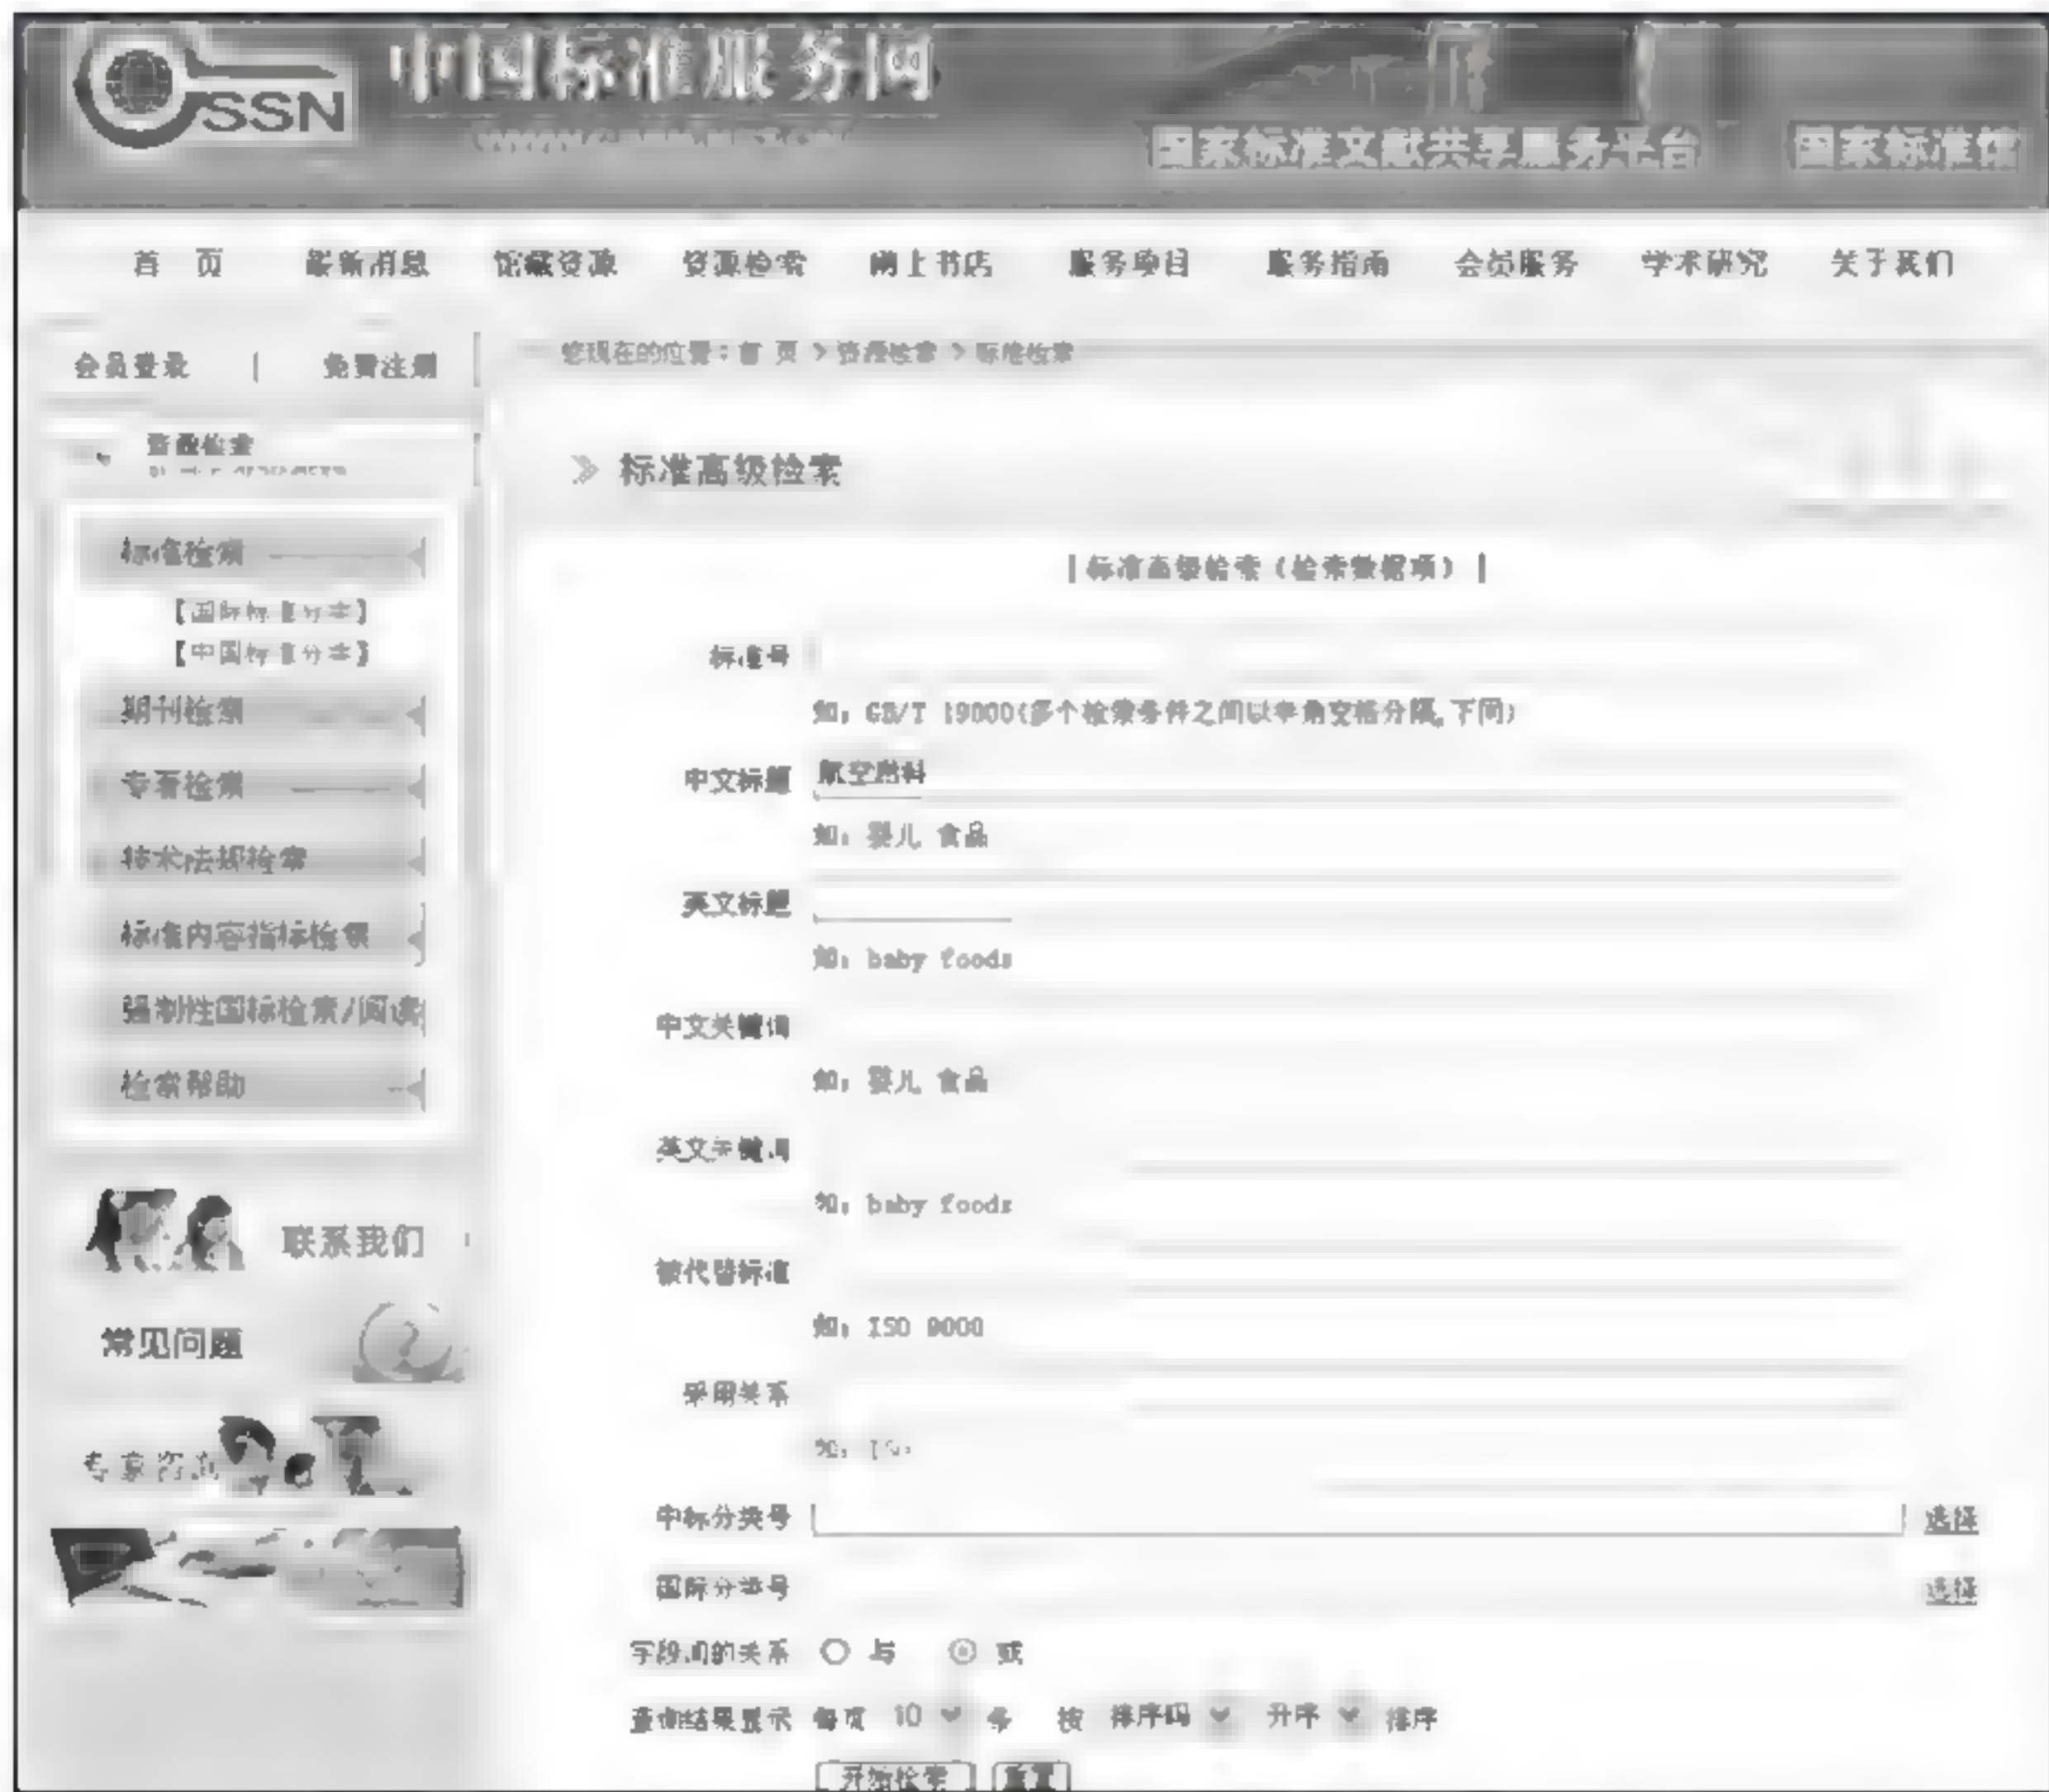 CSSN
中国标准服务网
国家标准文献共享服务平台 国家标准馆
首 页 最新消息 馆藏资源 资源检索 网上书店 服务项目 服务指南 会员服务 学术研究 关于我们
会员登录 | 免费注册
您现在的位置：首 页 > 资源检索 > 标准检索
资源检索
标准高级检索
标准检索
【国际标准分类】
【中国标准分类】
期刊检索
专著检索
技术法规检索
标准内容指标检索
强制性国标检索/阅读
检索帮助
联系我们
常见问题
专家咨询
|标准高级检索（检索数据项）|
标准号
如：GB/T 19000(多个检索条件之间以半角空格分隔,下同)
中文标题 航空燃料
如：婴儿 食品
英文标题
如：baby foods
中文关键词
如：婴儿 食品
英文关键词
如：baby foods
被代替标准
如：ISO 9000
采用关系
如：ISO
中标分类号 选择
国际分类号 选择
字段间的关系 与 或
查询结果显示 每页 10 条 按 排序码 升序 排序
开始检索 重置